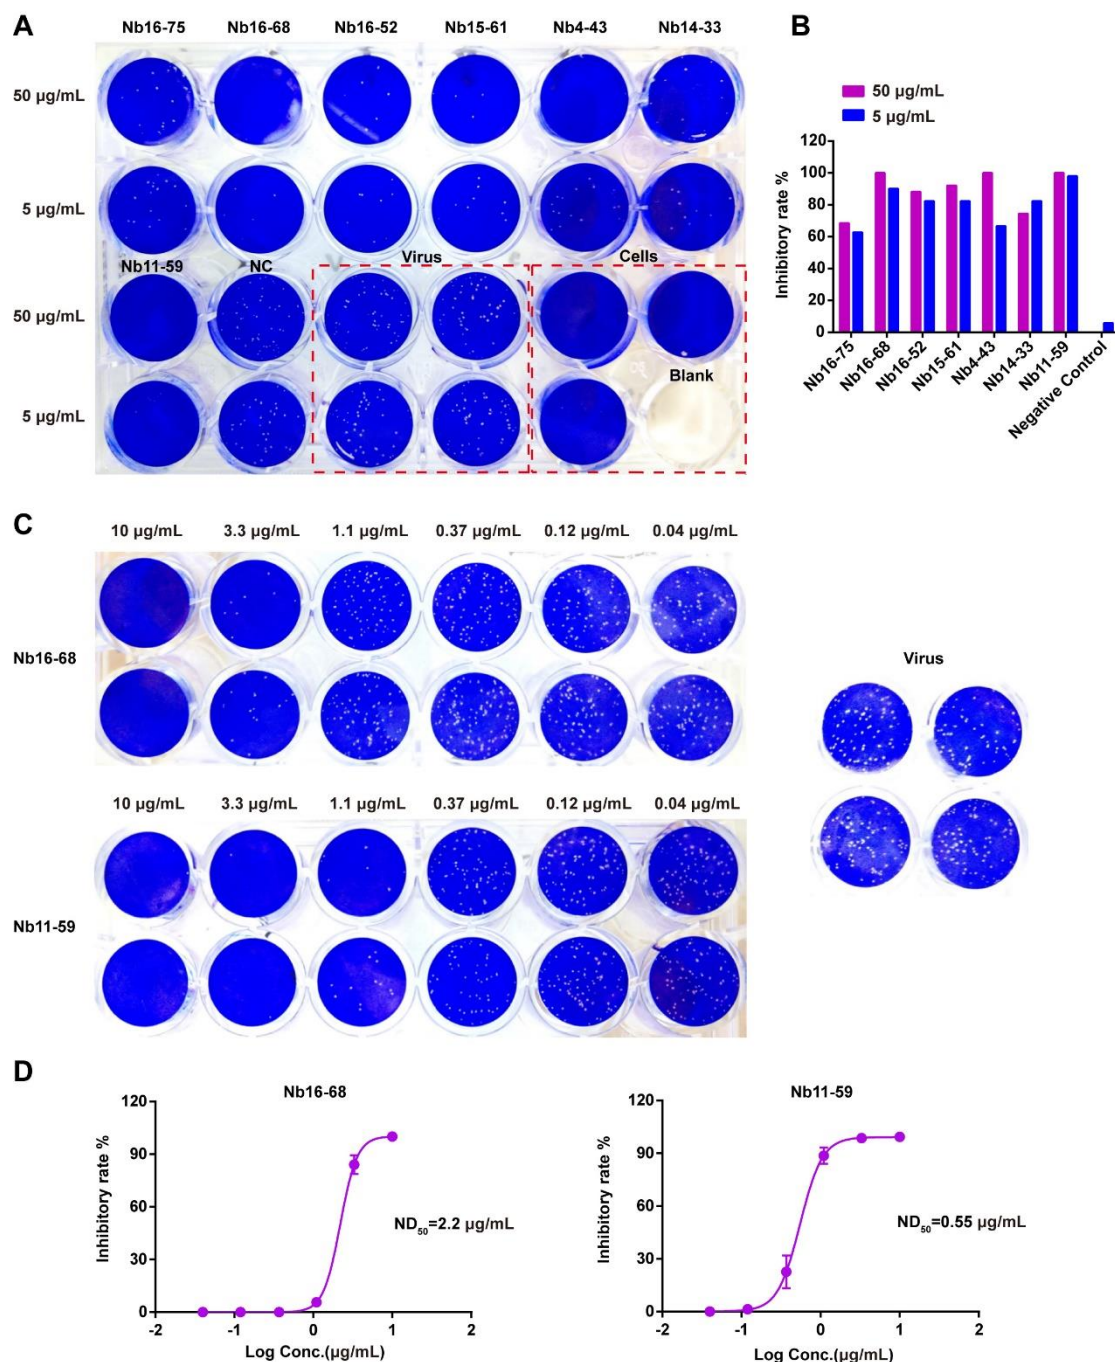 A
Nb16-75 Nb16-68 Nb16-52 Nb15-61 Nb4-43 Nb14-33
50 µg/mL
5 µg/mL
Nb11-59 NC Virus Cells
50 µg/mL
Blank
5 µg/mL
B
50 µg/mL
5 µg/mL
Inhibitory rate %
120
100
80
60
40
20
0
Nb16-75 Nb16-68 Nb16-52 Nb15-61 Nb4-43 Nb14-33 Nb11-59 Negative Control
C
10 µg/mL 3.3 µg/mL 1.1 µg/mL 0.37 µg/mL 0.12 µg/mL 0.04 µg/mL
Nb16-68
Virus
10 µg/mL 3.3 µg/mL 1.1 µg/mL 0.37 µg/mL 0.12 µg/mL 0.04 µg/mL
Nb11-59
D
Nb16-68
Inhibitory rate %
120
90
60
30
0
ND50=2.2 µg/mL
-2 -1 0 1 2
Log Conc.(µg/mL)
Nb11-59
Inhibitory rate %
120
90
60
30
0
ND50=0.55 µg/mL
-2 -1 0 1 2
Log Conc.(µg/mL)